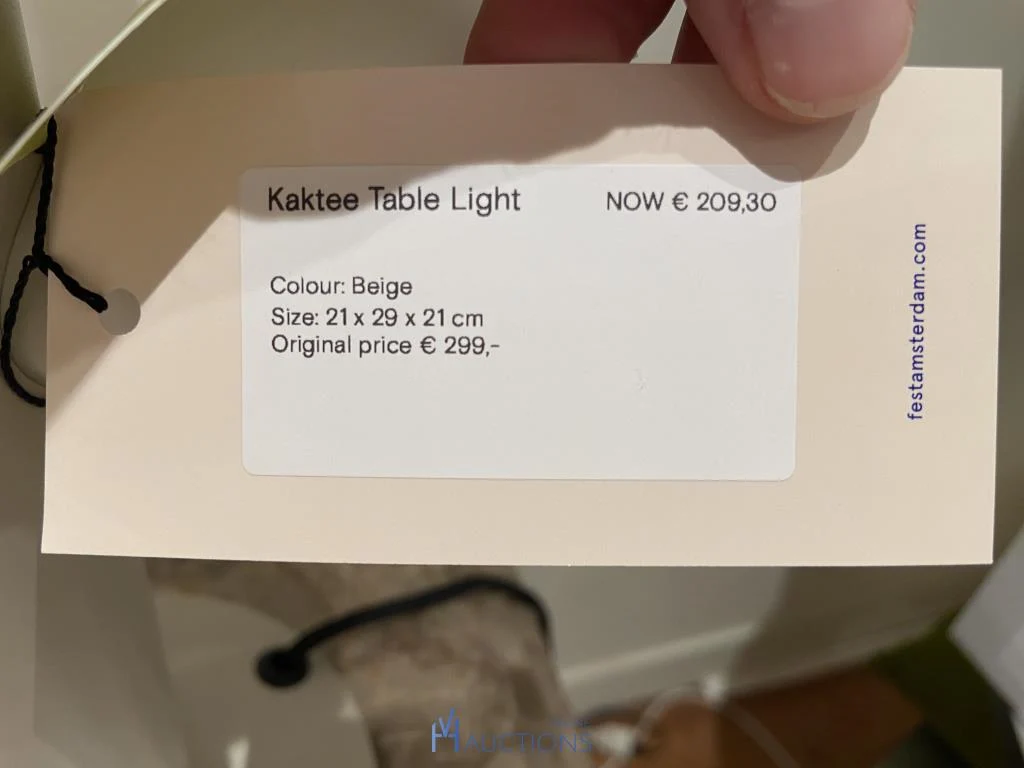 Kaktee Table Light NOW € 209,30
Colour: Beige
Size: 21 x 29 x 21 cm
Original price € 299,-
festamsterdam.com
AUCTIONS